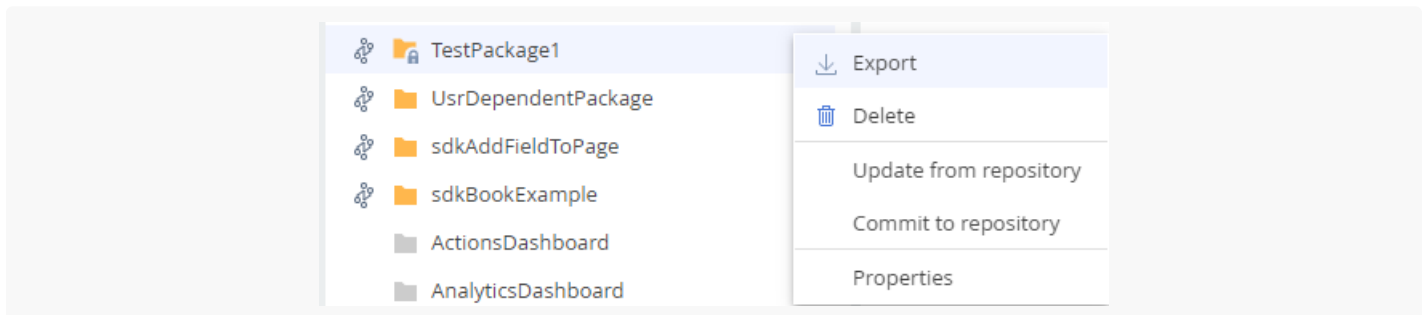 TestPackage1
UsrDependentPackage
sdkAddFieldToPage
sdkBookExample
ActionsDashboard
AnalyticsDashboard
Export
Delete
Update from repository
Commit to repository
Properties